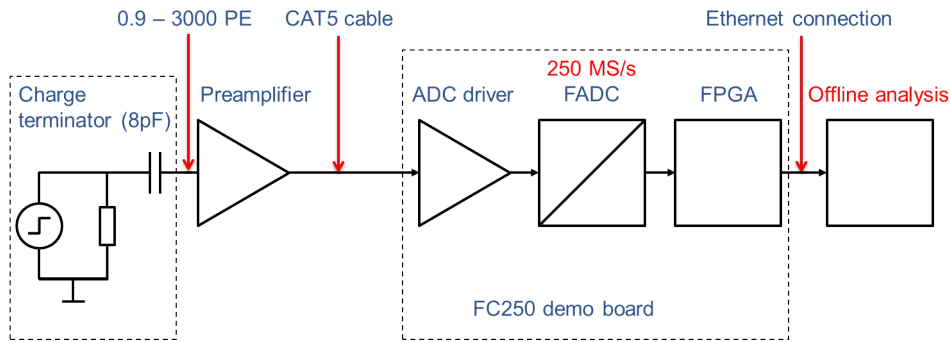 0.9 – 3000 PE
CAT5 cable
Ethernet connection
Charge
terminator (8pF)
Preamplifier
ADC driver
250 MS/s
FADC
FPGA
Offline analysis
FC250 demo board